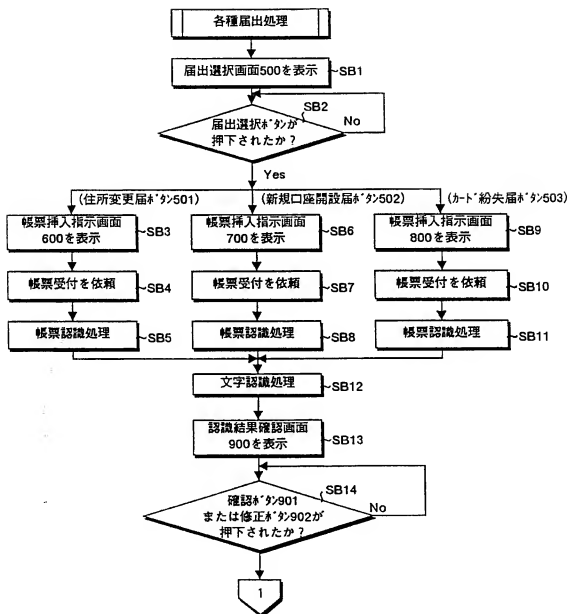 各種届出処理
届出選択画面500を表示
SB1
SB2
届出選択ﾎﾞﾀﾝが
押下されたか？
No
Yes
(住所変更届ﾎﾞﾀﾝ501)
(新規口座開設届ﾎﾞﾀﾝ502)
(ｶｰﾄﾞ紛失届ﾎﾞﾀﾝ503)
帳票挿入指示画面
600を表示
SB3
帳票挿入指示画面
700を表示
SB6
帳票挿入指示画面
800を表示
SB9
帳票受付を依頼
SB4
帳票受付を依頼
SB7
帳票受付を依頼
SB10
帳票認識処理
SB5
帳票認識処理
SB8
帳票認識処理
SB11
文字認識処理
SB12
認識結果確認画面
900を表示
SB13
SB14
確認ﾎﾞﾀﾝ901
または修正ﾎﾞﾀﾝ902が
押下されたか？
No
1